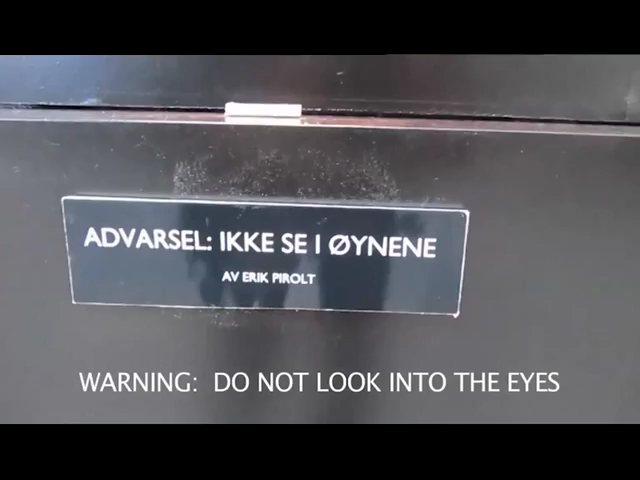 ADVARSEL: IKKE SE I ØYNENE
AV ERIK PIROLT
WARNING: DO NOT LOOK INTO THE EYES